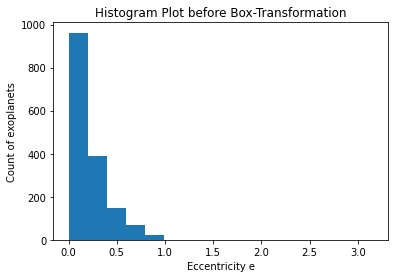 Histogram Plot before Box-Transformation
Count of exoplanets
1000
800
600
400
200
0
0.0 0.5 1.0 1.5 2.0 2.5 3.0
Eccentricity e